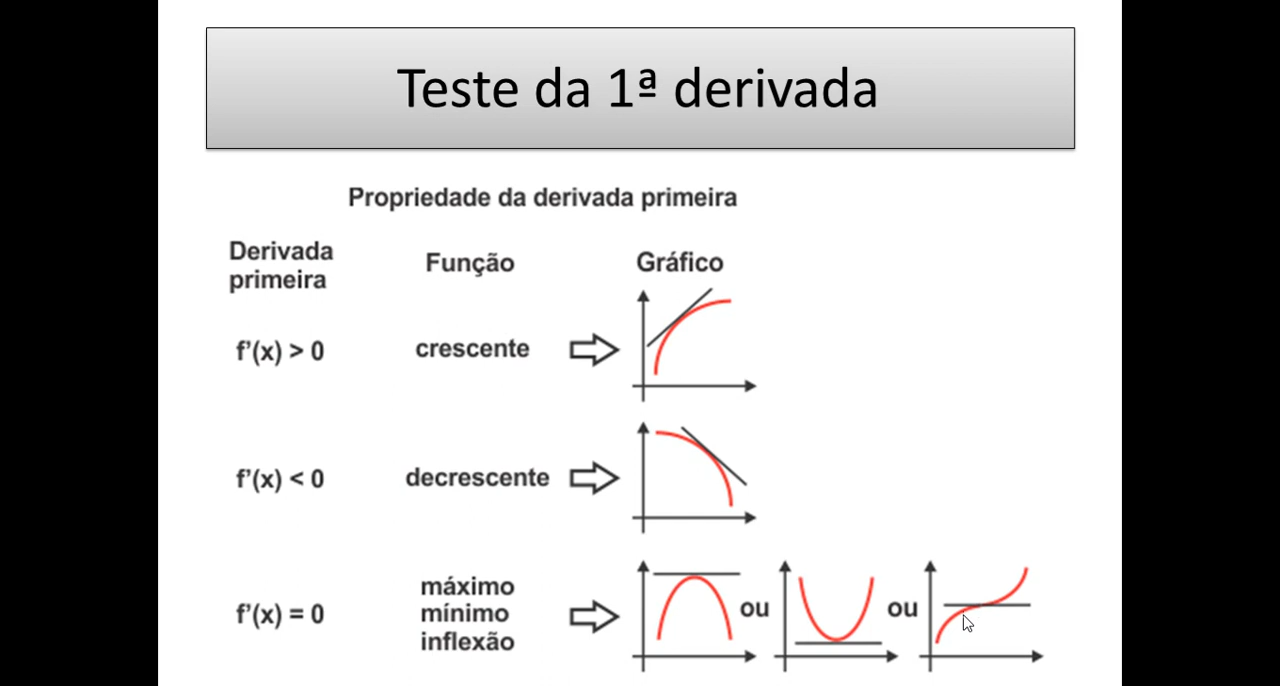 Teste da 1ª derivada
Propriedade da derivada primeira
Derivada
primeira
Função
Gráfico
f'(x) > 0
crescente
f'(x) < 0
decrescente
f'(x) = 0
máximo
mínimo
inflexão
ou
ou